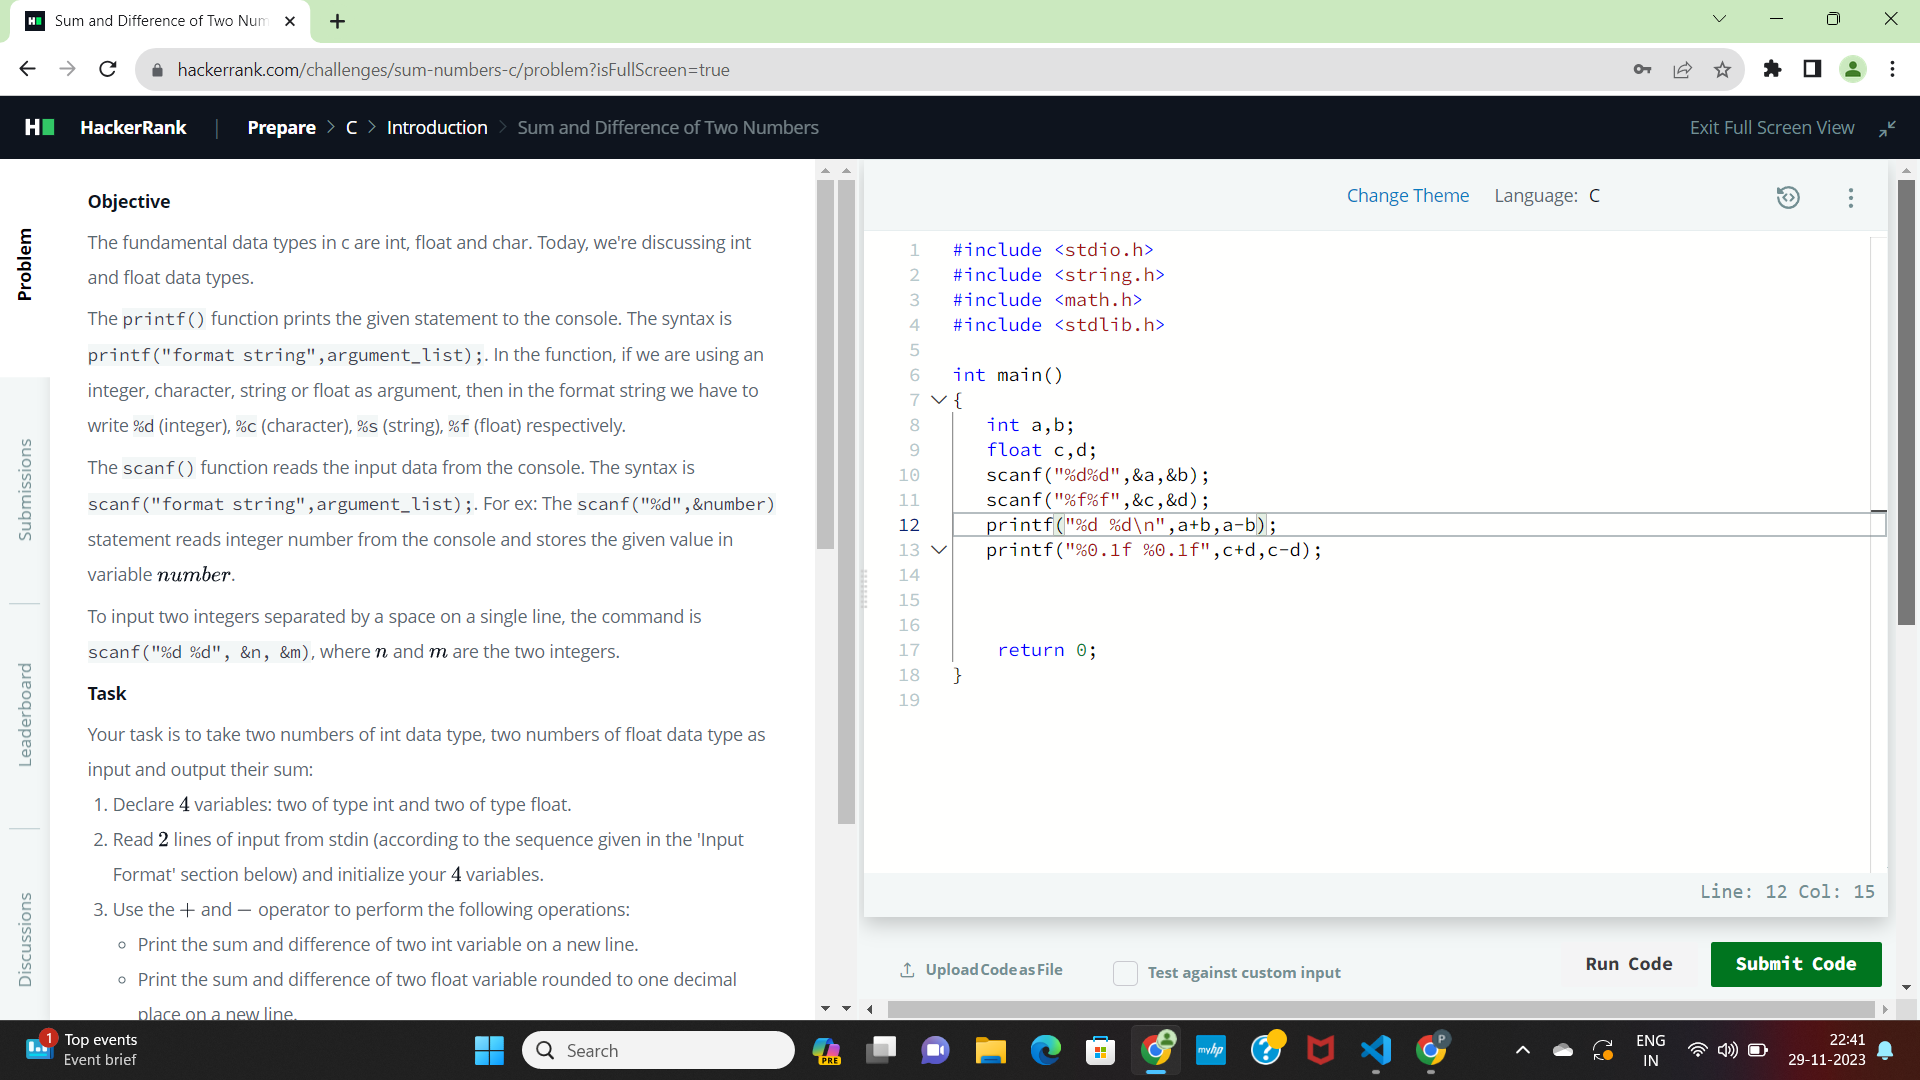 Sum and Difference of Two Num
hackerrank.com/challenges/sum-numbers-c/problem?isFullScreen=true
H HackerRank | Prepare > C > Introduction > Sum and Difference of Two Numbers
Exit Full Screen View
Problem
Submissions
Leaderboard
Discussions
Objective
The fundamental data types in c are int, float and char. Today, we're discussing int
and float data types.
The printf() function prints the given statement to the console. The syntax is
printf("format string",argument_list);. In the function, if we are using an
integer, character, string or float as argument, then in the format string we have to
write %d (integer), %c (character), %s (string), %f (float) respectively.
The scanf() function reads the input data from the console. The syntax is
scanf("format string",argument_list);. For ex: The scanf("%d",&number)
statement reads integer number from the console and stores the given value in
variable number.
To input two integers separated by a space on a single line, the command is
scanf("%d %d", &n, &m), where n and m are the two integers.
Task
Your task is to take two numbers of int data type, two numbers of float data type as
input and output their sum:
1. Declare 4 variables: two of type int and two of type float.
2. Read 2 lines of input from stdin (according to the sequence given in the 'Input
Format' section below) and initialize your 4 variables.
3. Use the + and − operator to perform the following operations:
Print the sum and difference of two int variable on a new line.
Print the sum and difference of two float variable rounded to one decimal
place on a new line.
Change Theme Language: C
1 #include <stdio.h>
2 #include <string.h>
3 #include <math.h>
4 #include <stdlib.h>
5
6 int main()
7 {
8 int a,b;
9 float c,d;
10 scanf("%d%d",&a,&b);
11 scanf("%f%f",&c,&d);
12 printf("%d %d\n",a+b,a-b);
13 printf("%0.1f %0.1f",c+d,c-d);
14
15
16
17 return 0;
18 }
19
Line: 12 Col: 15
Upload Code as File Test against custom input Run Code Submit Code
1
Top events
Event brief
Search
PRE
myhp
P
ENG
IN
22:41
29-11-2023